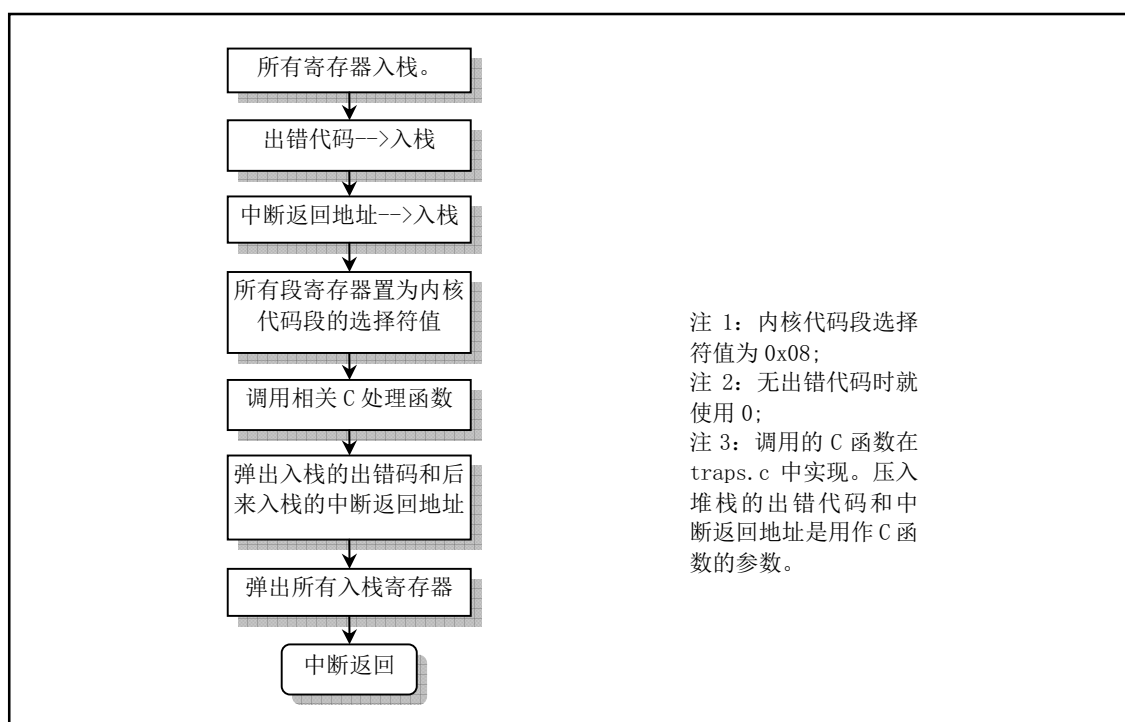 所有寄存器入栈。
出错代码-->入栈
中断返回地址-->入栈
所有段寄存器置为内核
代码段的选择符值
调用相关 C 处理函数
弹出入栈的出错码和后
来入栈的中断返回地址
弹出所有入栈寄存器
中断返回
注 1: 内核代码段选择
符值为 0x08;
注 2: 无出错代码时就
使用 0;
注 3: 调用的 C 函数在
traps.c 中实现。压入
堆栈的出错代码和中
断返回地址是用作 C 函
数的参数。